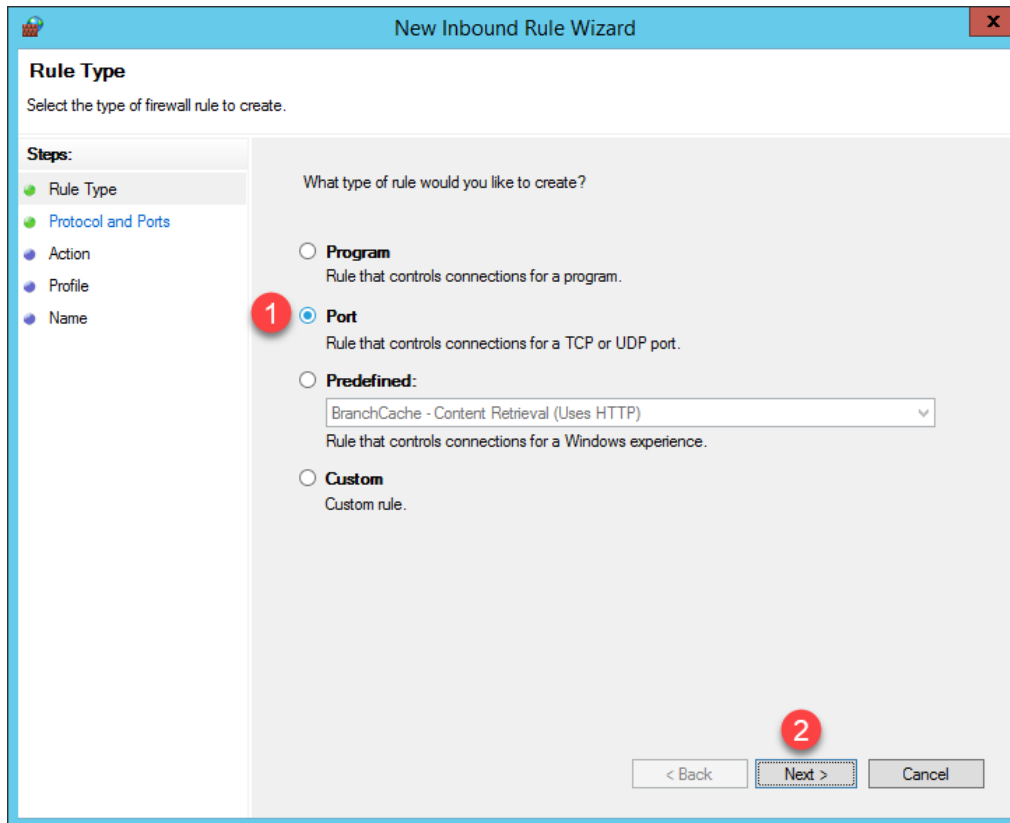 New Inbound Rule Wizard
x
Rule Type
Select the type of firewall rule to create.
Steps:
Rule Type
Protocol and Ports
Action
Profile
Name
What type of rule would you like to create?
Program
Rule that controls connections for a program.
1
Port
Rule that controls connections for a TCP or UDP port.
Predefined:
BranchCache - Content Retrieval (Uses HTTP)
Rule that controls connections for a Windows experience.
Custom
Custom rule.
2
< Back Next > Cancel